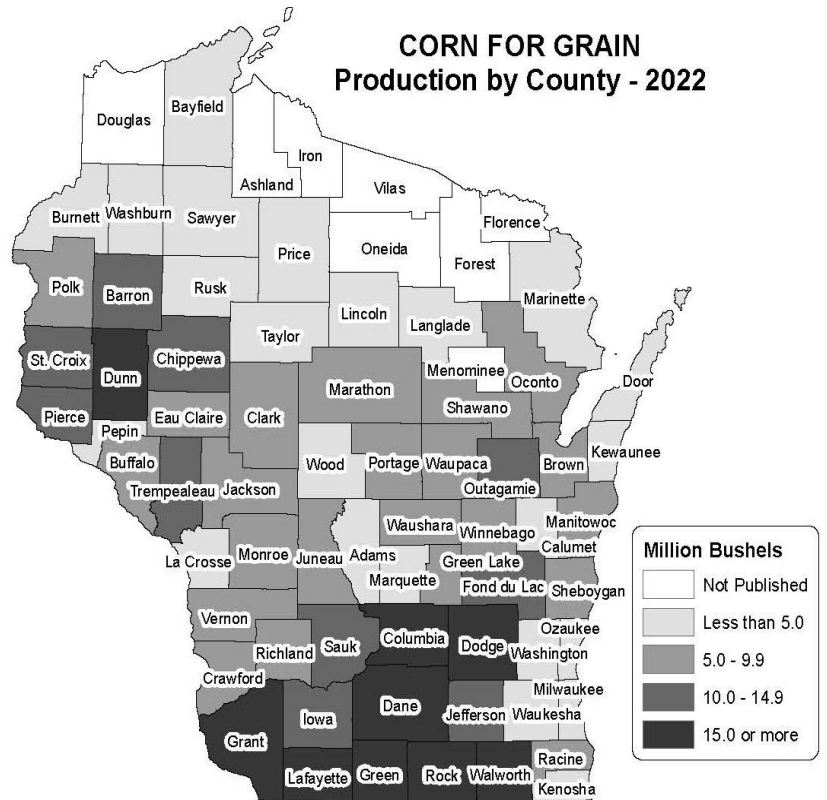 CORN FOR GRAIN
Production by County - 2022
Bayfield
Douglas
Iron
Ashland
Vilas
Burnett
Washburn
Sawyer
Florence
Oneida
Price
Forest
Polk
Barron
Rusk
Marinette
Lincoln
Langlade
Taylor
St. Croix
Chippewa
Dunn
Menominee
Oconto
Door
Marathon
Shawano
Pierce
Eau Claire
Clark
Pepin
Buffalo
Wood
Portage
Waupaca
Brown
Kewaunee
Trempealeau
Jackson
Outagamie
Waushara
Winnebago
Manitowoc
Calumet
La Crosse
Monroe
Juneau
Adams
Green Lake
Marquette
Fond du Lac
Sheboygan
Vernon
Richland
Sauk
Columbia
Dodge
Ozaukee
Washington
Crawford
Milwaukee
Iowa
Dane
Jefferson
Waukesha
Grant
Lafayette
Green
Rock
Walworth
Racine
Kenosha
Million Bushels
Not Published
Less than 5.0
5.0 - 9.9
10.0 - 14.9
15.0 or more